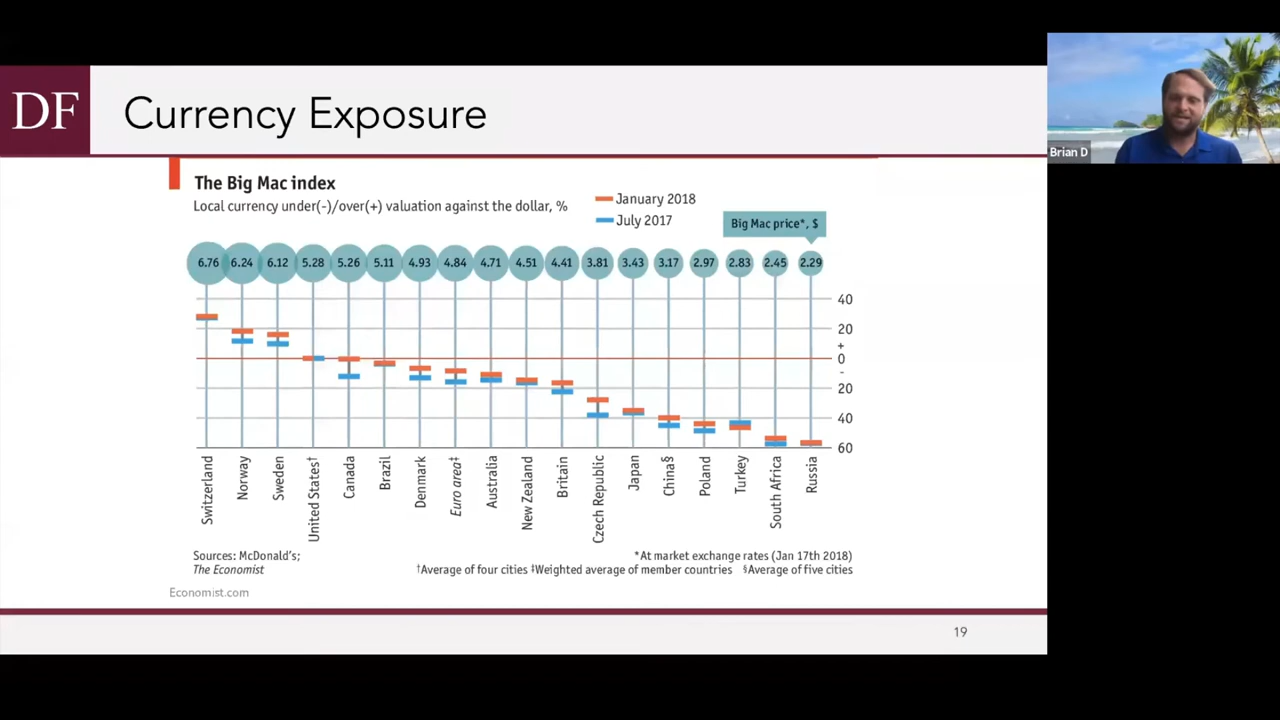 DF
Currency Exposure
Brian D
The Big Mac index
Local currency under(-)/over(+) valuation against the dollar, %
January 2018
July 2017
Big Mac price*, $
6.76 6.24 6.12 5.28 5.26 5.11 4.93 4.84 4.71 4.51 4.41 3.81 3.43 3.17 2.97 2.83 2.45 2.29
40
20
+
0
-
20
40
60
Switzerland
Norway
Sweden
United States†
Canada
Brazil
Denmark
Euro area‡
Australia
New Zealand
Britain
Czech Republic
Japan
China§
Poland
Turkey
South Africa
Russia
Sources: McDonald's;
The Economist
*At market exchange rates (Jan 17th 2018)
†Average of four cities ‡Weighted average of member countries §Average of five cities
Economist.com
19